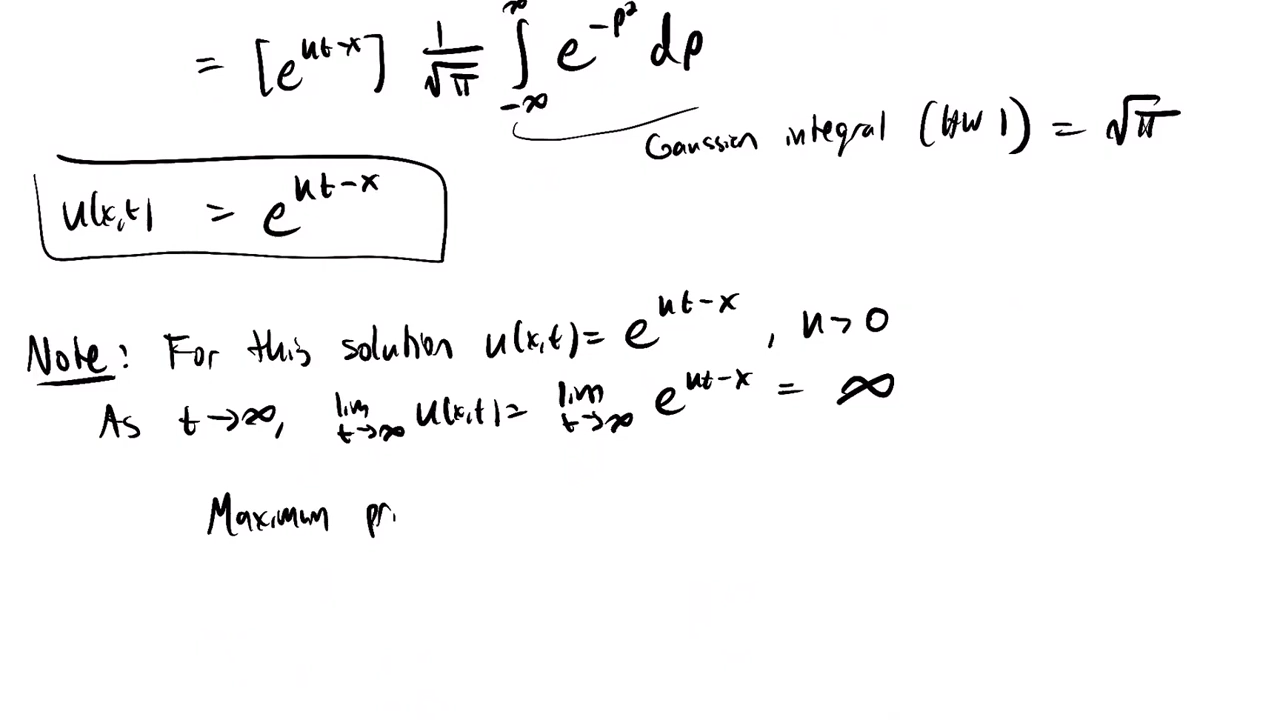 = [e^{kt-x}] 1/√π ∫_{-∞}^{∞} e^{-p²} dp
Gaussian integral (HW 1) = √π
u(x,t) = e^{kt-x}
Note: For this solution u(x,t) = e^{kt-x}, k > 0
As t→∞, lim_{t→∞} u(x,t) = lim_{t→∞} e^{kt-x} = ∞
Maximum pri